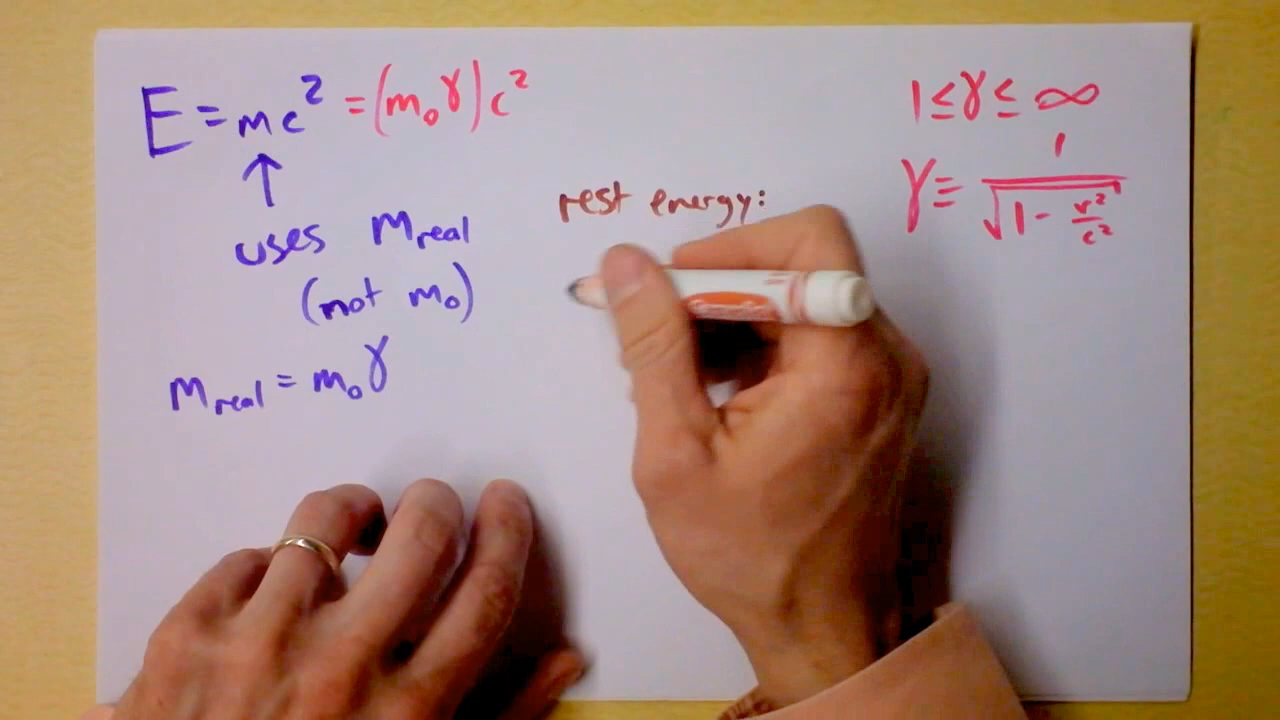 E = mc² = (m₀γ)c²
↑
uses m_real
(not m₀)
m_real = m₀γ
rest energy:
1 ≤ γ ≤ ∞
γ ≡ 1 / √(1 - v²/c²)